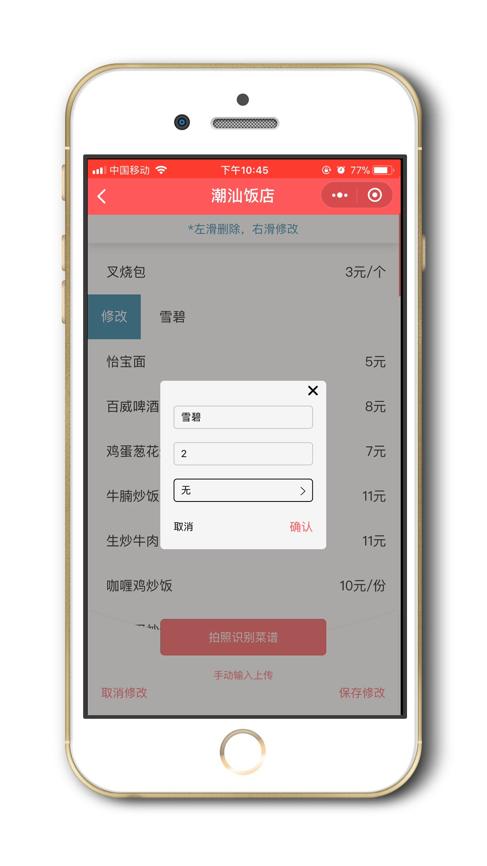 中国移动 下午10:45 77%
潮汕饭店
*左滑删除，右滑修改
叉烧包 3元/个
修改 雪碧
怡宝面 5元
百威啤酒 8元
鸡蛋葱花 7元
牛腩炒饭 11元
生炒牛肉 11元
咖喱鸡炒饭 10元/份
雪碧
2
无
取消 确认
拍照识别菜谱
手动输入上传
取消修改 保存修改